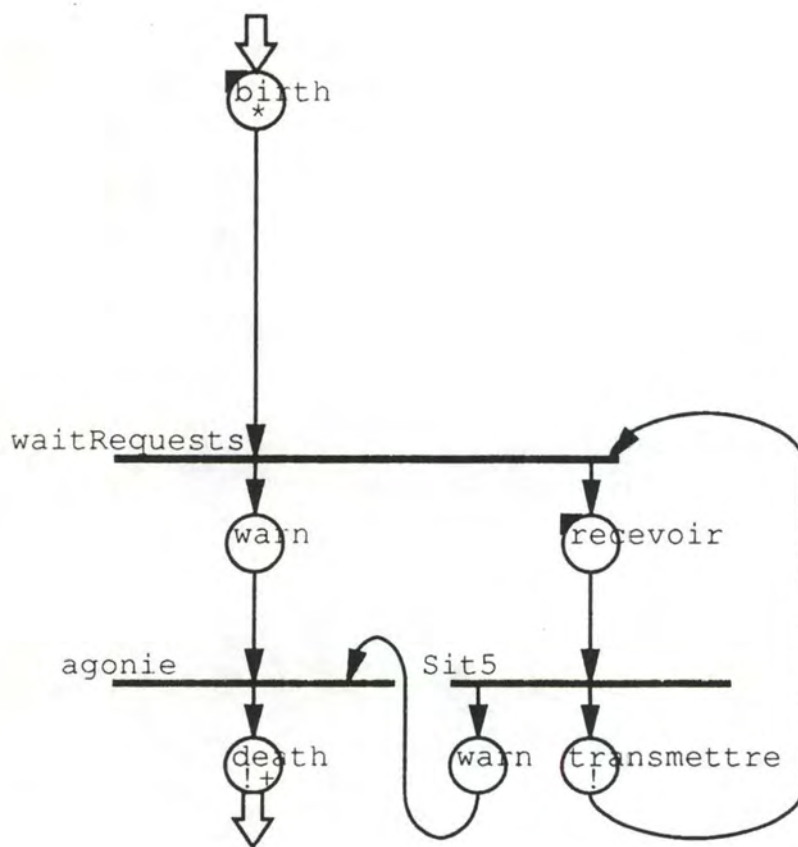 birth
*
waitRequests
warn
recevoir
agonie
Sit5
death
!+
warn
transmettre
!